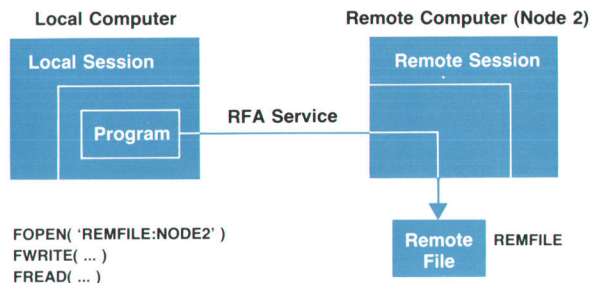 Local Computer
Remote Computer (Node 2)
Local Session
Remote Session
Program
RFA Service
FOPEN( 'REMFILE:NODE2' )
FWRITE( ... )
FREAD( ... )
Remote
File
REMFILE